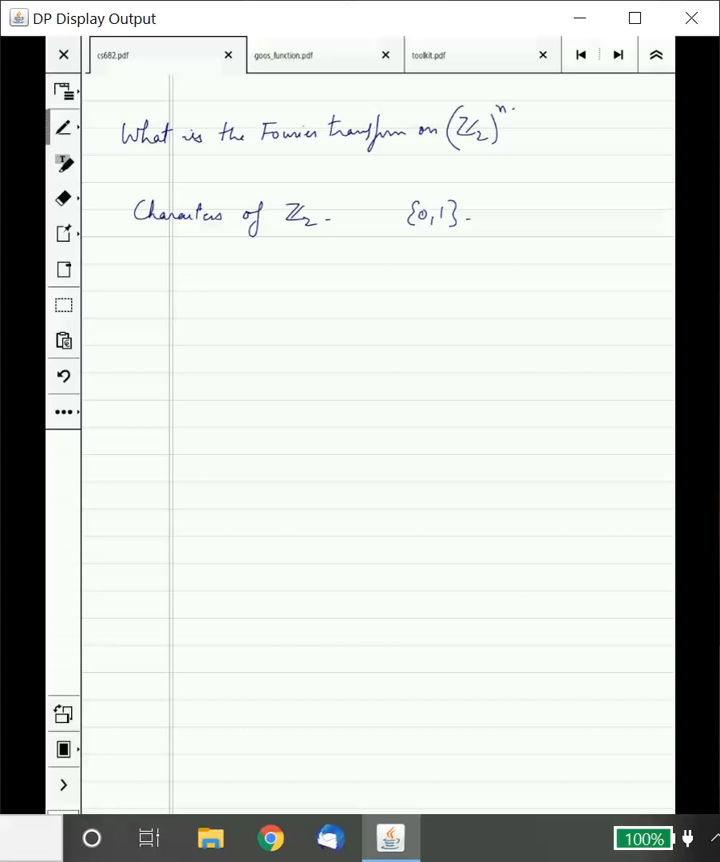 DP Display Output
cs682.pdf goos_function.pdf toolkit.pdf
What is the Fourier transform on (ℤ₂)ⁿ.
Characters of ℤ₂. {0,1}.
100%